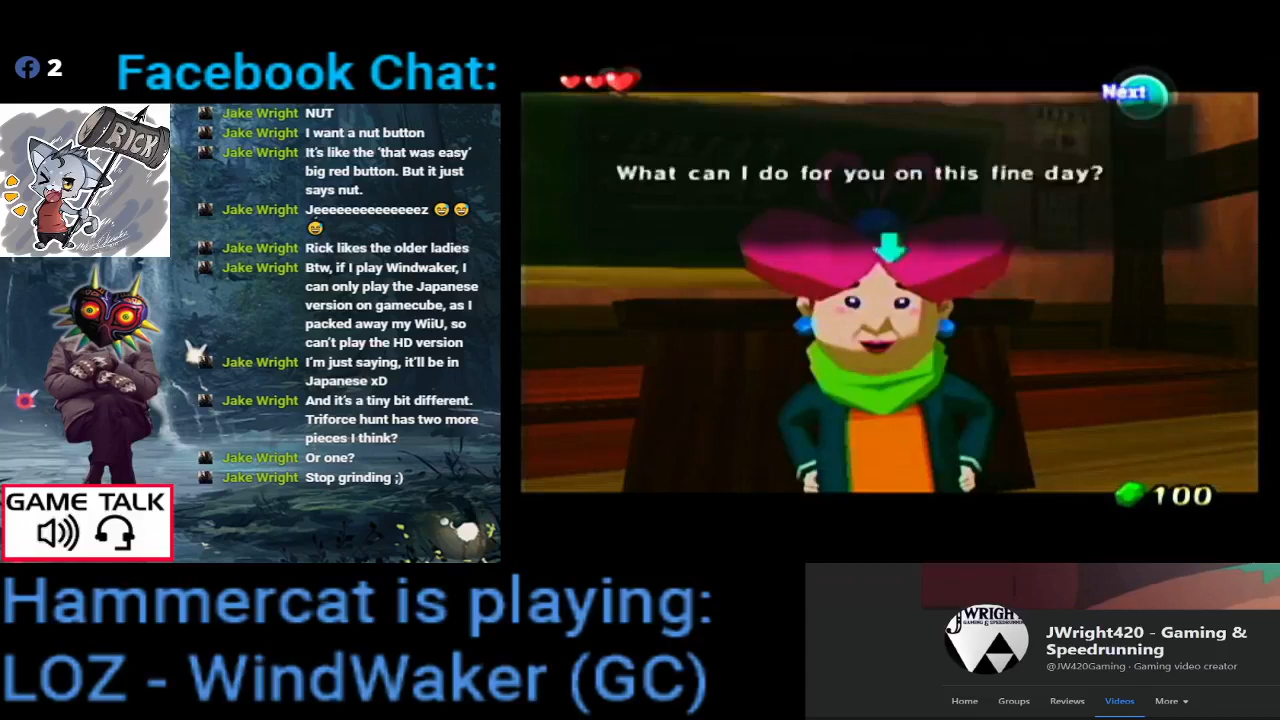 2
Facebook Chat:
RICK
Jake Wright NUT
Jake Wright I want a nut button
Jake Wright It's like the 'that was easy'
big red button. But it just
says nut.
Jake Wright Jeeeeeeeeeeeeez 😅 😅
😅
Jake Wright Rick likes the older ladies
Jake Wright Btw, if I play Windwaker, I
can only play the Japanese
version on gamecube, as I
packed away my WiiU, so
can't play the HD version
Jake Wright I'm just saying, it'll be in
Japanese xD
Jake Wright And it's a tiny bit different.
Triforce hunt has two more
pieces I think?
Jake Wright Or one?
Jake Wright Stop grinding ;)
GAME TALK
Next
What can I do for you on this fine day?
100
Hammercat is playing:
LOZ - WindWaker (GC)
JWRIGHT
GAMING & SPEEDRUNNING
JWright420 - Gaming &
Speedrunning
@JW420Gaming · Gaming video creator
Home Groups Reviews Videos More